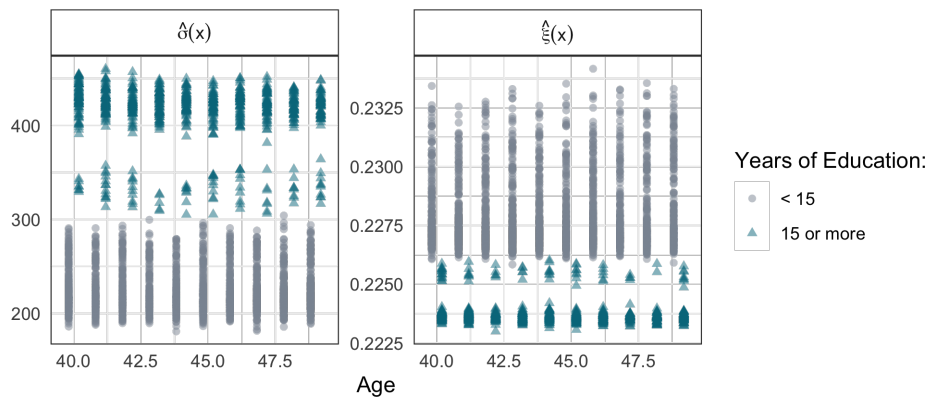 σ̂(x)
ξ̂(x)
400
300
200
0.2325
0.2300
0.2275
0.2250
0.2225
40.0 42.5 45.0 47.5
40.0 42.5 45.0 47.5
Age
Years of Education:
< 15
15 or more